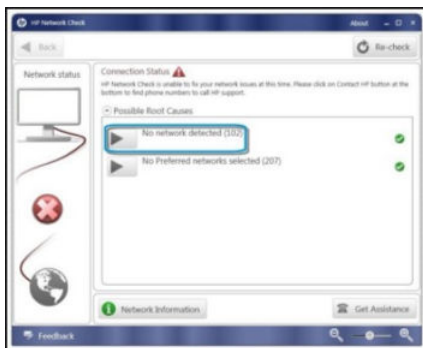 HP Network Check
About
Back
Re-check
Network status
Connection Status
HP Network Check is unable to fix your network issues at this time. Please click on Contact HP button at the
bottom to find phone numbers to call HP support.
Possible Root Causes
No network detected (102)
No Preferred networks selected (207)
Network Information
Get Assistance
Feedback